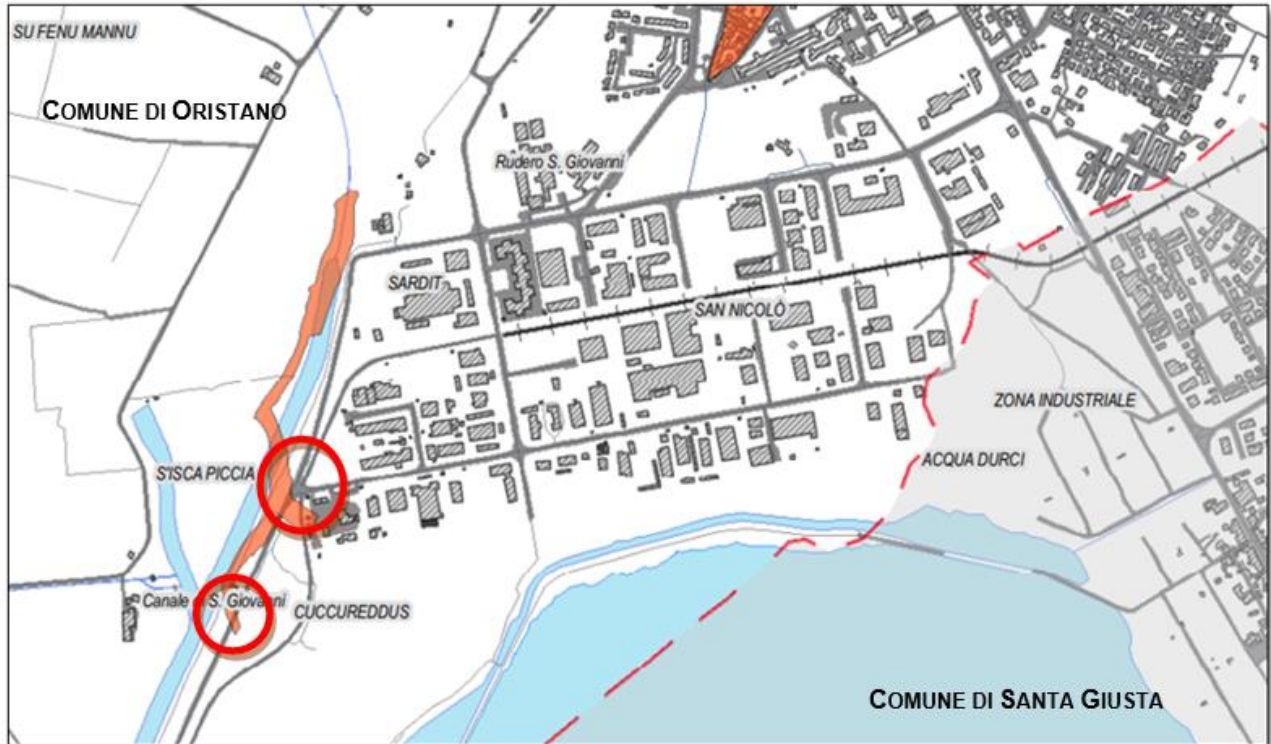 SU FENU MANNU
COMUNE DI ORISTANO
Rudero S. Giovanni
SARDIT
SAN NICOLÒ
ZONA INDUSTRIALE
ACQUA DURCI
S'ISCA PICCIA
Canale S. Giovanni
CUCCUREDDUS
COMUNE DI SANTA GIUSTA